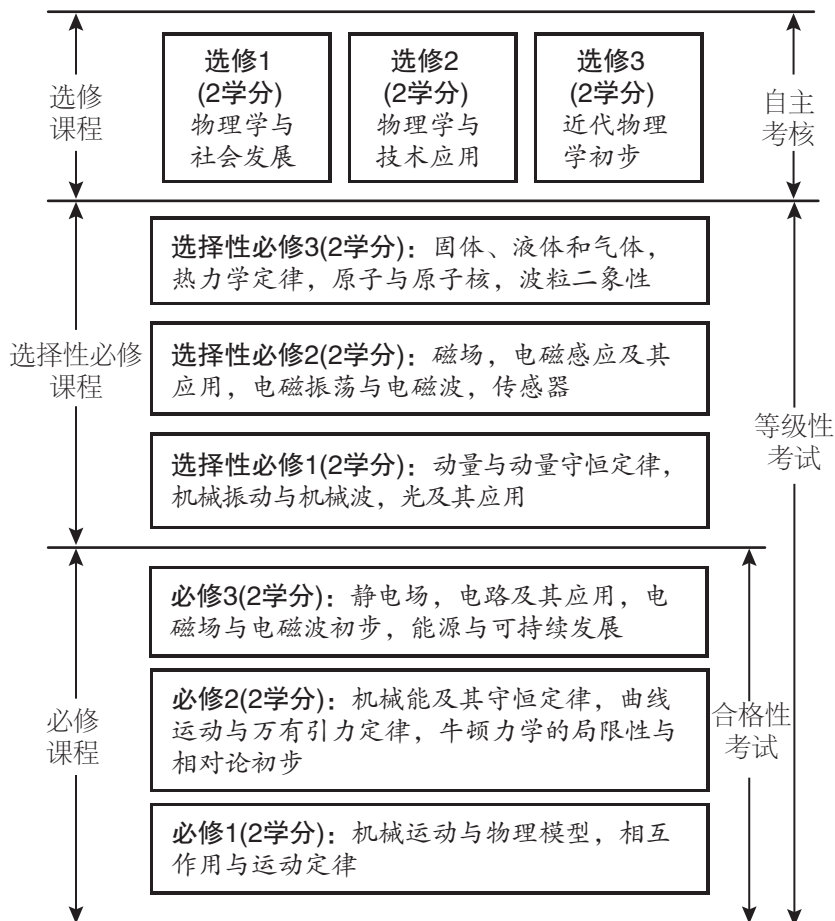 选修
课程
选修1
(2学分)
物理学与
社会发展
选修2
(2学分)
物理学与
技术应用
选修3
(2学分)
近代物理
学初步
自主
考核
选择性必修
课程
选择性必修3(2学分)：固体、液体和气体，
热力学定律，原子与原子核，波粒二象性
选择性必修2(2学分)：磁场，电磁感应及其
应用，电磁振荡与电磁波，传感器
选择性必修1(2学分)：动量与动量守恒定律，
机械振动与机械波，光及其应用
等级性
考试
必修
课程
必修3(2学分)：静电场，电路及其应用，电
磁场与电磁波初步，能源与可持续发展
必修2(2学分)：机械能及其守恒定律，曲线
运动与万有引力定律，牛顿力学的局限性与
相对论初步
必修1(2学分)：机械运动与物理模型，相互
作用与运动定律
合格性
考试